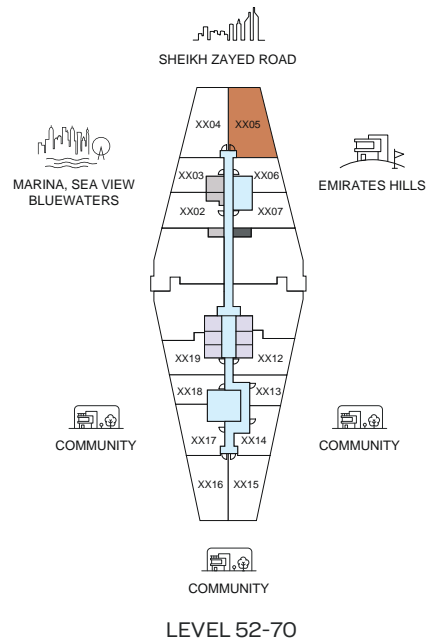 SHEIKH ZAYED ROAD
XX04
XX05
MARINA, SEA VIEW
BLUEWATERS
XX03
XX06
EMIRATES HILLS
XX02
XX07
XX19
XX12
XX18
XX13
COMMUNITY
XX17
XX14
COMMUNITY
XX16
XX15
COMMUNITY
LEVEL 52-70